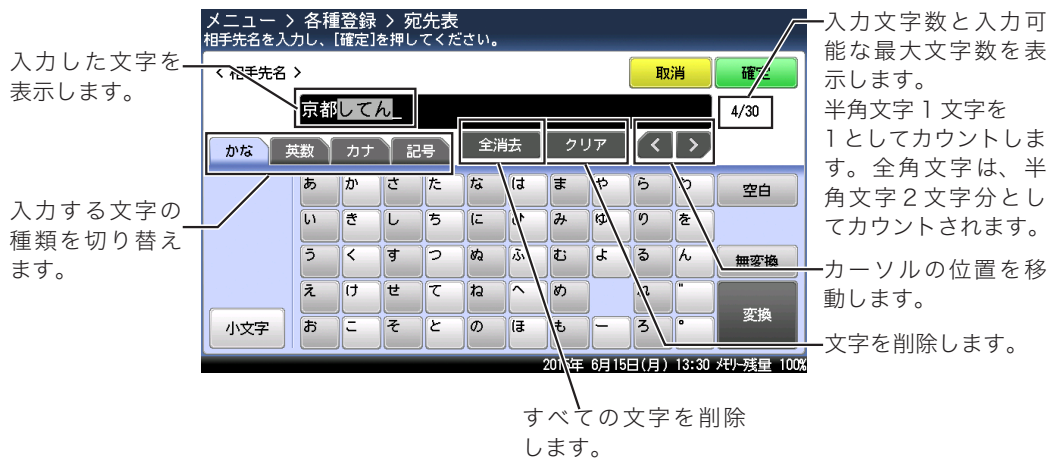 メニュー > 各種登録 > 宛先表
相手先名を入力し、[確定]を押してください。
<相手先名>
取消
確定
京都してん_
4/30
かな
英数
カナ
記号
全消去
クリア
<
>
あ か さ た な は ま や ら わ
空白
い き し ち に ひ み ゆ り を
う く す つ ぬ ふ む よ る ん
無変換
え け せ て ね へ め れ ゛
変換
小文字
お こ そ と の ほ も ー ろ ゜
2015年 6月15日(月) 13:30 ﾒﾓﾘｰ残量 100%
入力した文字を
表示します。
入力する文字の
種類を切り替え
ます。
入力文字数と入力可
能な最大文字数を表
示します。
半角文字1文字を
1としてカウントしま
す。全角文字は、半
角文字2文字分とし
てカウントされます。
カーソルの位置を移
動します。
文字を削除します。
すべての文字を削除
します。